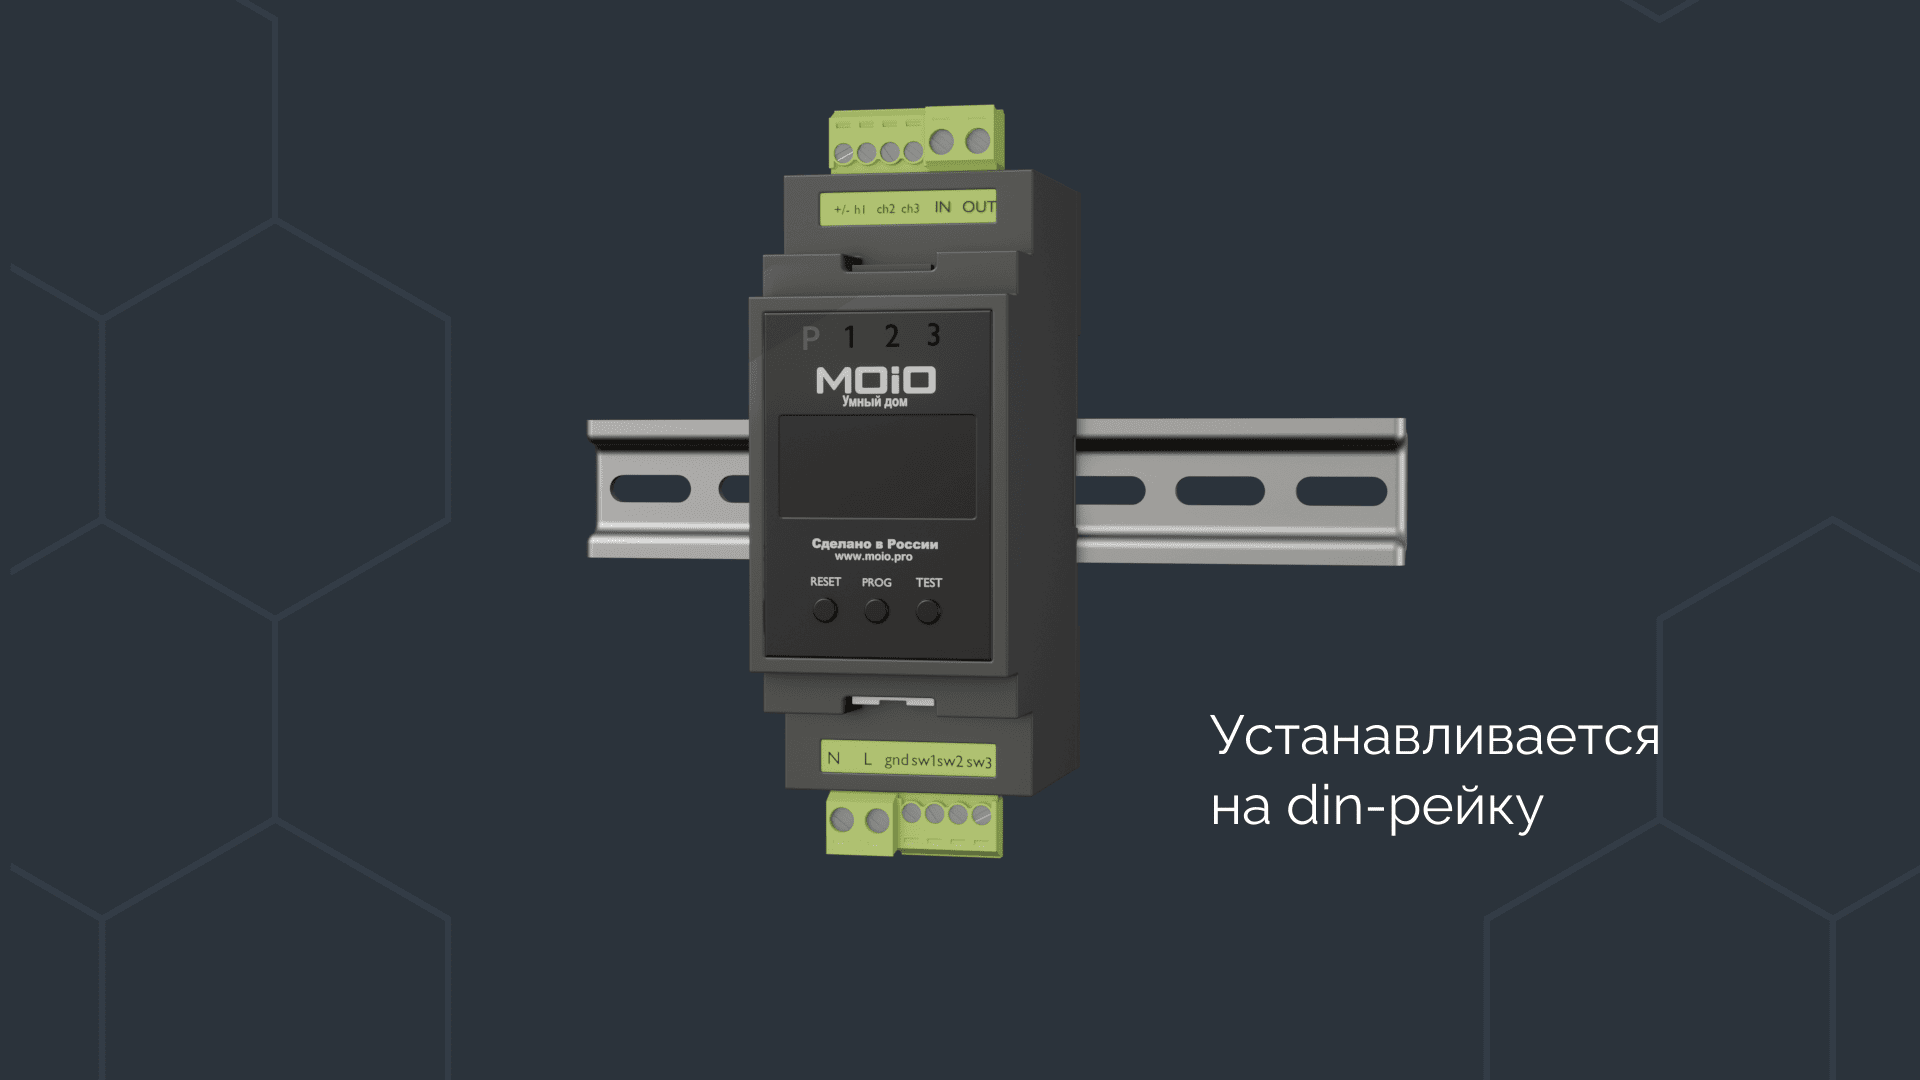 +/- h1 ch2 ch3 IN OUT
P 1 2 3
MOiO
Умный дом
Сделано в России
www.moio.pro
RESET PROG TEST
N L gnd sw1 sw2 sw3
Устанавливается
на din-рейку